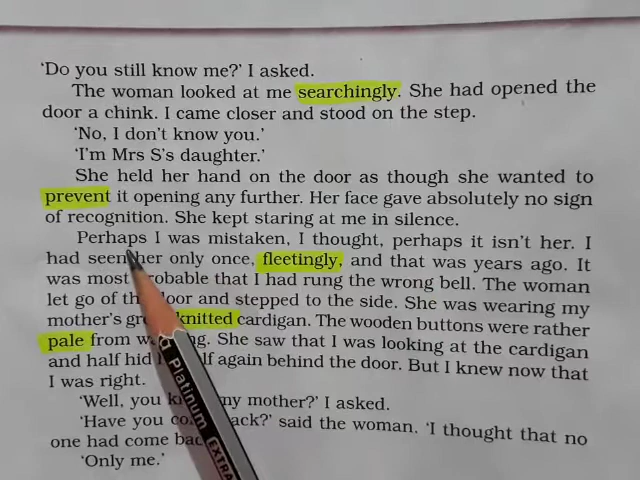 ‘Do you still know me?’ I asked.
The woman looked at me searchingly. She had opened the
door a chink. I came closer and stood on the step.
‘No, I don’t know you.’
‘I’m Mrs S’s daughter.’
She held her hand on the door as though she wanted to
prevent it opening any further. Her face gave absolutely no sign
of recognition. She kept staring at me in silence.
Perhaps I was mistaken, I thought, perhaps it isn’t her. I
had seen her only once, fleetingly, and that was years ago. It
was most probable that I had rung the wrong bell. The woman
let go of the door and stepped to the side. She was wearing my
mother’s knitted cardigan. The wooden buttons were rather
pale from. She saw that I was looking at the cardigan
and half hid again behind the door. But I knew now that
I was right.
‘Well, you my mother?’ I asked.
‘Have you back?’ said the woman. ‘I thought that no
one had come
‘Only me.’
Platinum
EXTRA